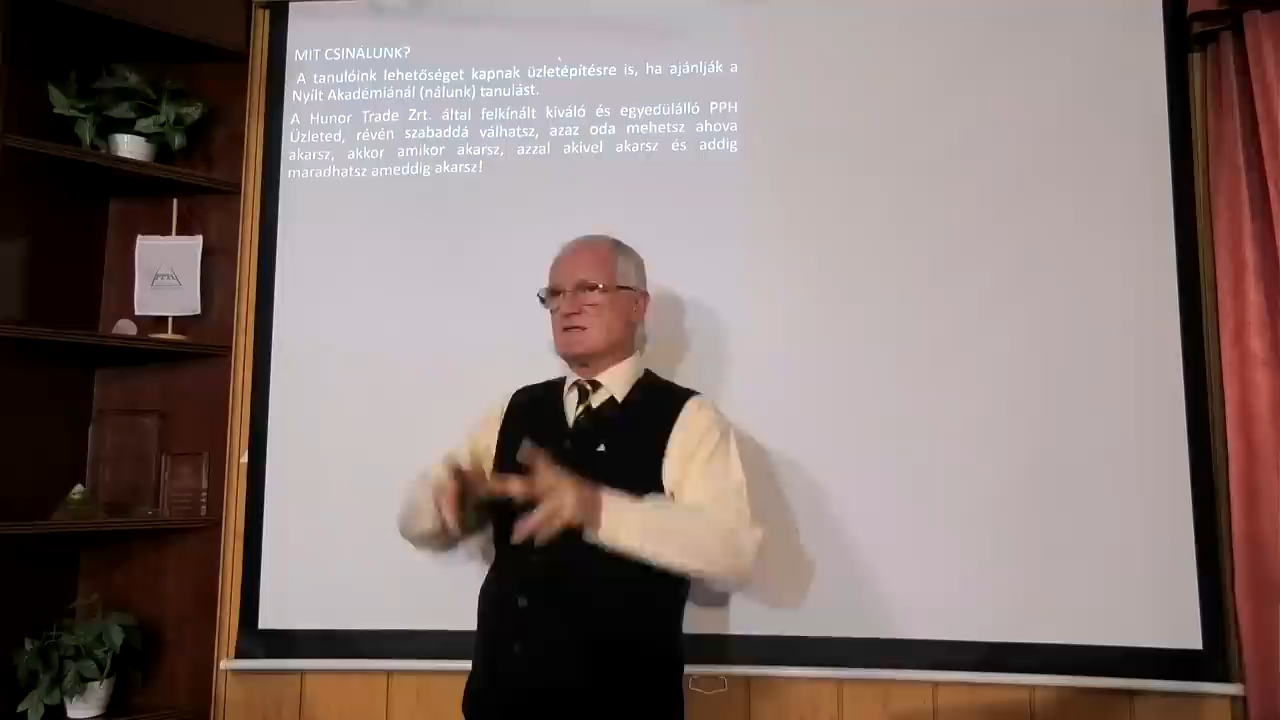 MIT CSINÁLUNK?
A tanulóink lehetőséget kapnak üzletépítésre is, ha ajánlják a
Nyílt Akadémiánál (nálunk) tanulást.
A Hunor Trade Zrt. által felkínált kiváló és egyedülálló PPH
Üzleted, révén szabaddá válhatsz, azaz oda mehetsz ahova
akarsz, akkor amikor akarsz, azzal akivel akarsz és addig
maradhatsz ameddig akarsz!